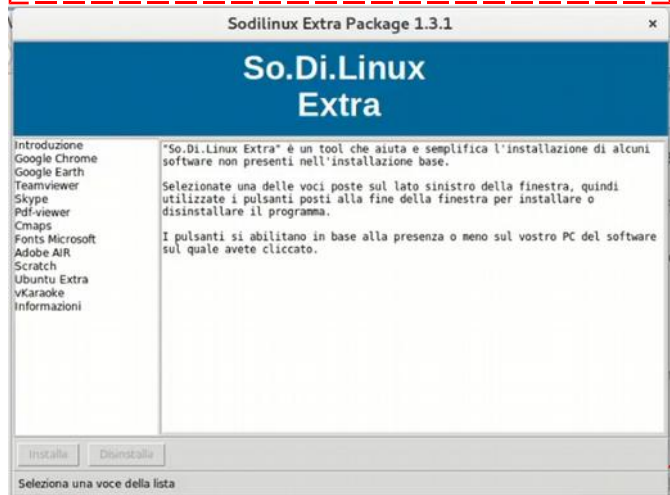 Sodilinux Extra Package 1.3.1
×
So.Di.Linux
Extra
Introduzione
Google Chrome
Google Earth
Teamviewer
Skype
Pdf-viewer
Cmaps
Fonts Microsoft
Adobe AIR
Scratch
Ubuntu Extra
vKaraoke
Informazioni
"So.Di.Linux Extra" è un tool che aiuta e semplifica l'installazione di alcuni
software non presenti nell'installazione base.
Selezionate una delle voci poste sul lato sinistro della finestra, quindi
utilizzate i pulsanti posti alla fine della finestra per installare o
disinstallare il programma.
I pulsanti si abilitano in base alla presenza o meno sul vostro PC del software
sul quale avete cliccato.
Installa
Disinstalla
Seleziona una voce della lista